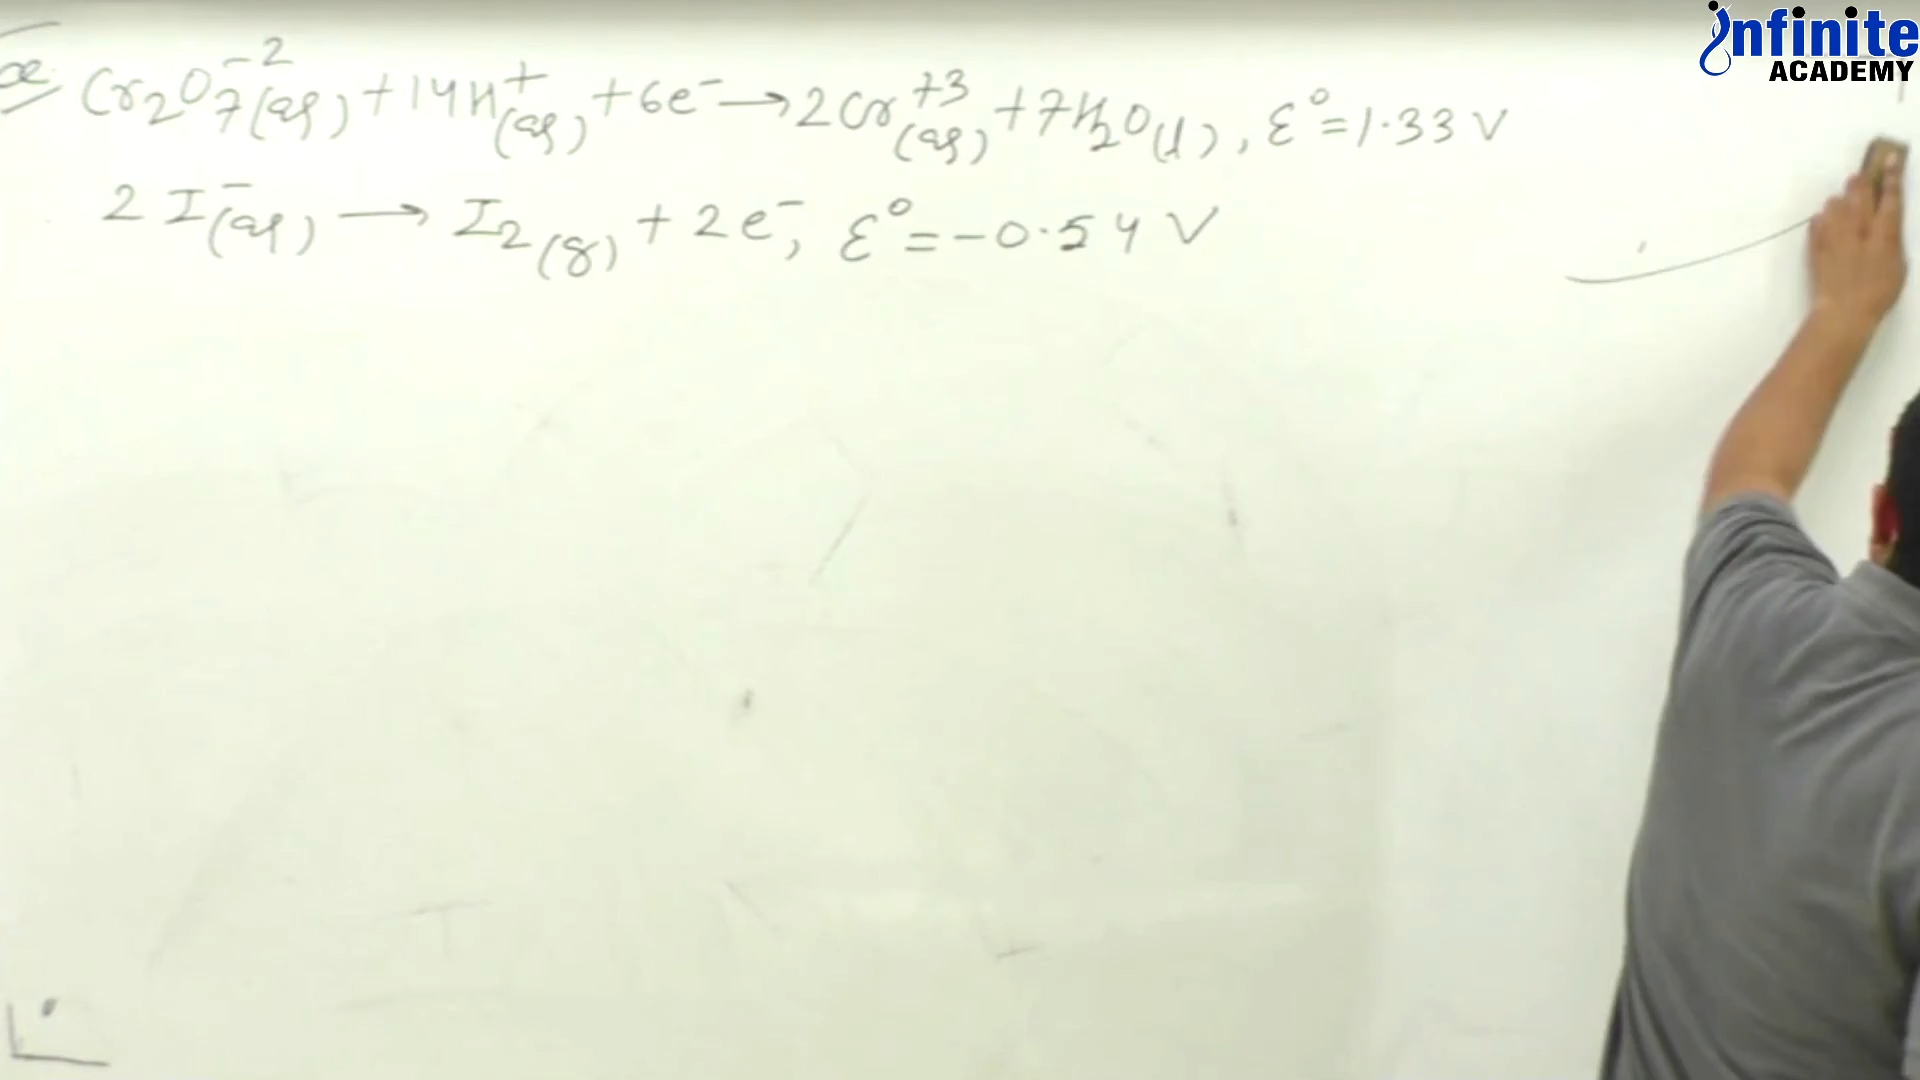 infinite
ACADEMY
ex Cr₂O₇⁻²(aq) + 14H⁺(aq) + 6e⁻ → 2Cr⁺³(aq) + 7H₂O(l), ε° = 1.33 V
2I⁻(aq) → I₂(g) + 2e⁻, ε° = -0.54 V